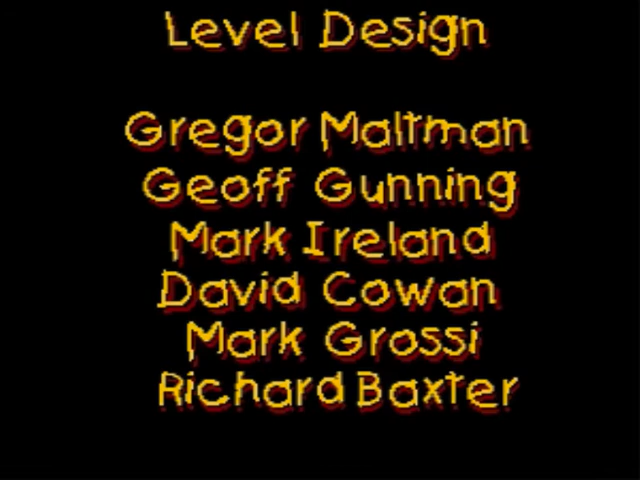 Level Design
Gregor Maltman
Geoff Gunning
Mark Ireland
David Cowan
Mark Grossi
Richard Baxter